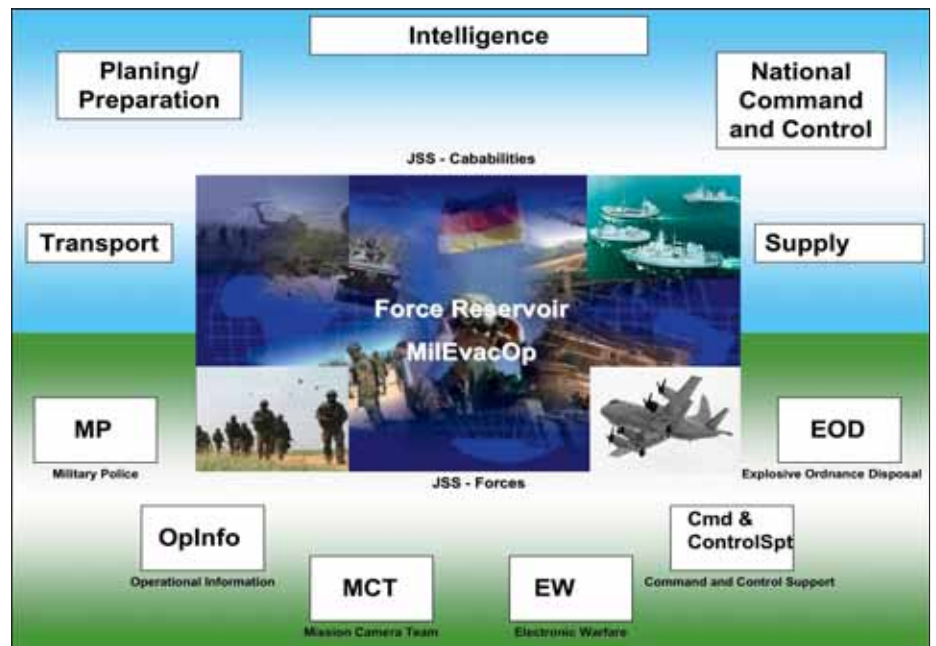 Intelligence
Planing/
Preparation
National
Command
and Control
JSS - Cababilities
Transport
Supply
Force Reservoir
MilEvacOp
MP
Military Police
EOD
Explosive Ordnance Disposal
JSS - Forces
OpInfo
Operational Information
Cmd &
ControlSpt
Command and Control Support
MCT
Mission Camera Team
EW
Electronic Warfare